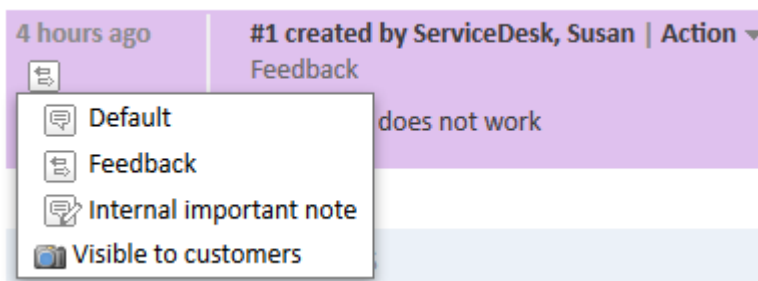 4 hours ago
#1 created by ServiceDesk, Susan | Action
Feedback
does not work
Default
Feedback
Internal important note
Visible to customers